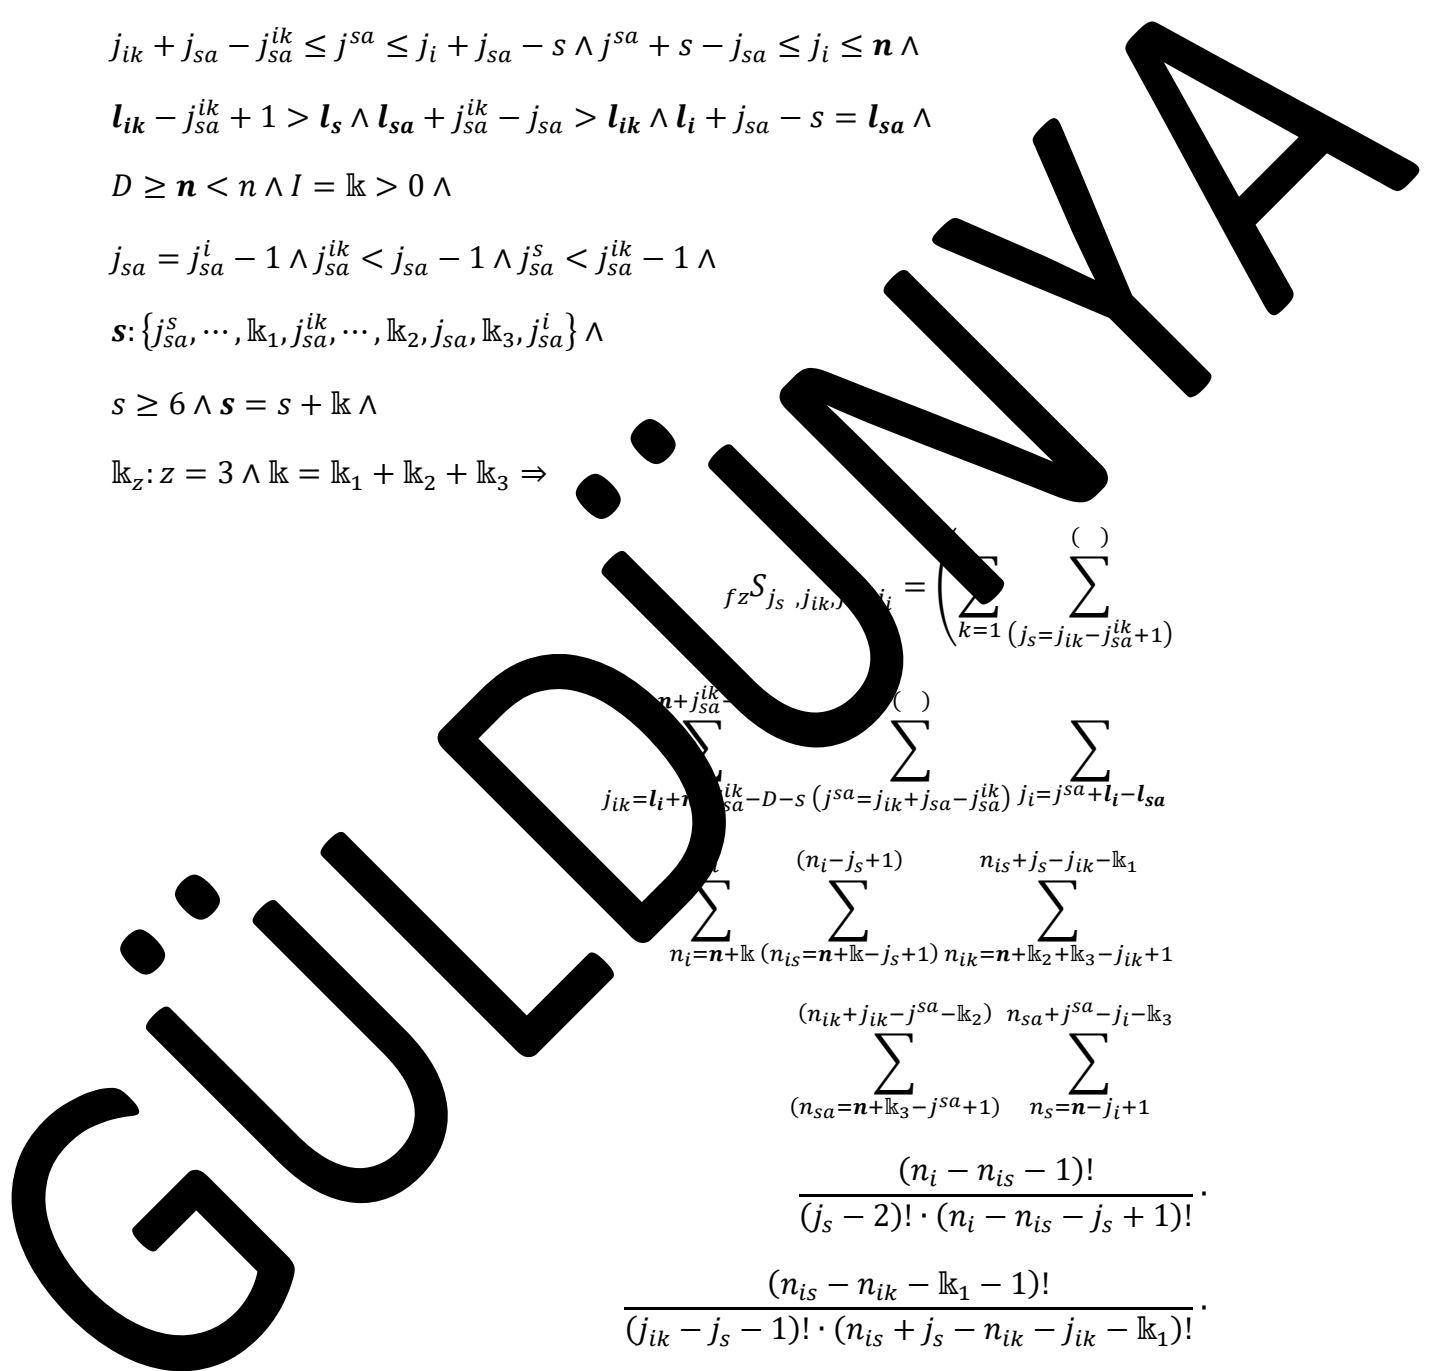 j_{ik} + j_{sa} − j_{sa}^{ik} ≤ j^{sa} ≤ j_i + j_{sa} − s ∧ j^{sa} + s − j_{sa} ≤ j_i ≤ n ∧
l_{ik} − j_{sa}^{ik} + 1 > l_s ∧ l_{sa} + j_{sa}^{ik} − j_{sa} > l_{ik} ∧ l_i + j_{sa} − s = l_{sa} ∧
D ≥ n < n ∧ I = 𝕜 > 0 ∧
j_{sa} = j_{sa}^i − 1 ∧ j_{sa}^{ik} < j_{sa} − 1 ∧ j_{sa}^s < j_{sa}^{ik} − 1 ∧
s: {j_{sa}^s, ⋯, 𝕜_1, j_{sa}^{ik}, ⋯, 𝕜_2, j_{sa}, 𝕜_3, j_{sa}^i} ∧
s ≥ 6 ∧ s = s + 𝕜 ∧
𝕜_z: z = 3 ∧ 𝕜 = 𝕜_1 + 𝕜_2 + 𝕜_3 ⇒
_{fz}S_{j_s, j_{ik}, j_i} = ( ∑_{k=1} ∑_{(j_s=j_{ik}−j_{sa}^{ik}+1)}^{( )}
∑_{j_{ik}=l_i+ −D−s}^{n+j_{sa}^{ik}} ∑_{(j^{sa}=j_{ik}+j_{sa}−j_{sa}^{ik})}^{( )} ∑_{j_i=j^{sa}+l_i−l_{sa}}
∑_{n_i=n+𝕜} ∑_{(n_{is}=n+𝕜−j_s+1)}^{(n_i−j_s+1)} ∑_{n_{ik}=n+𝕜_2+𝕜_3−j_{ik}+1}^{n_{is}+j_s−j_{ik}−𝕜_1}
∑_{(n_{sa}=n+𝕜_3−j^{sa}+1)}^{(n_{ik}+j_{ik}−j^{sa}−𝕜_2)} ∑_{n_s=n−j_i+1}^{n_{sa}+j^{sa}−j_i−𝕜_3}
(n_i − n_{is} − 1)!
(j_s − 2)! · (n_i − n_{is} − j_s + 1)! ·
(n_{is} − n_{ik} − 𝕜_1 − 1)!
(j_{ik} − j_s − 1)! · (n_{is} + j_s − n_{ik} − j_{ik} − 𝕜_1)! ·
GÜLDÜNYA